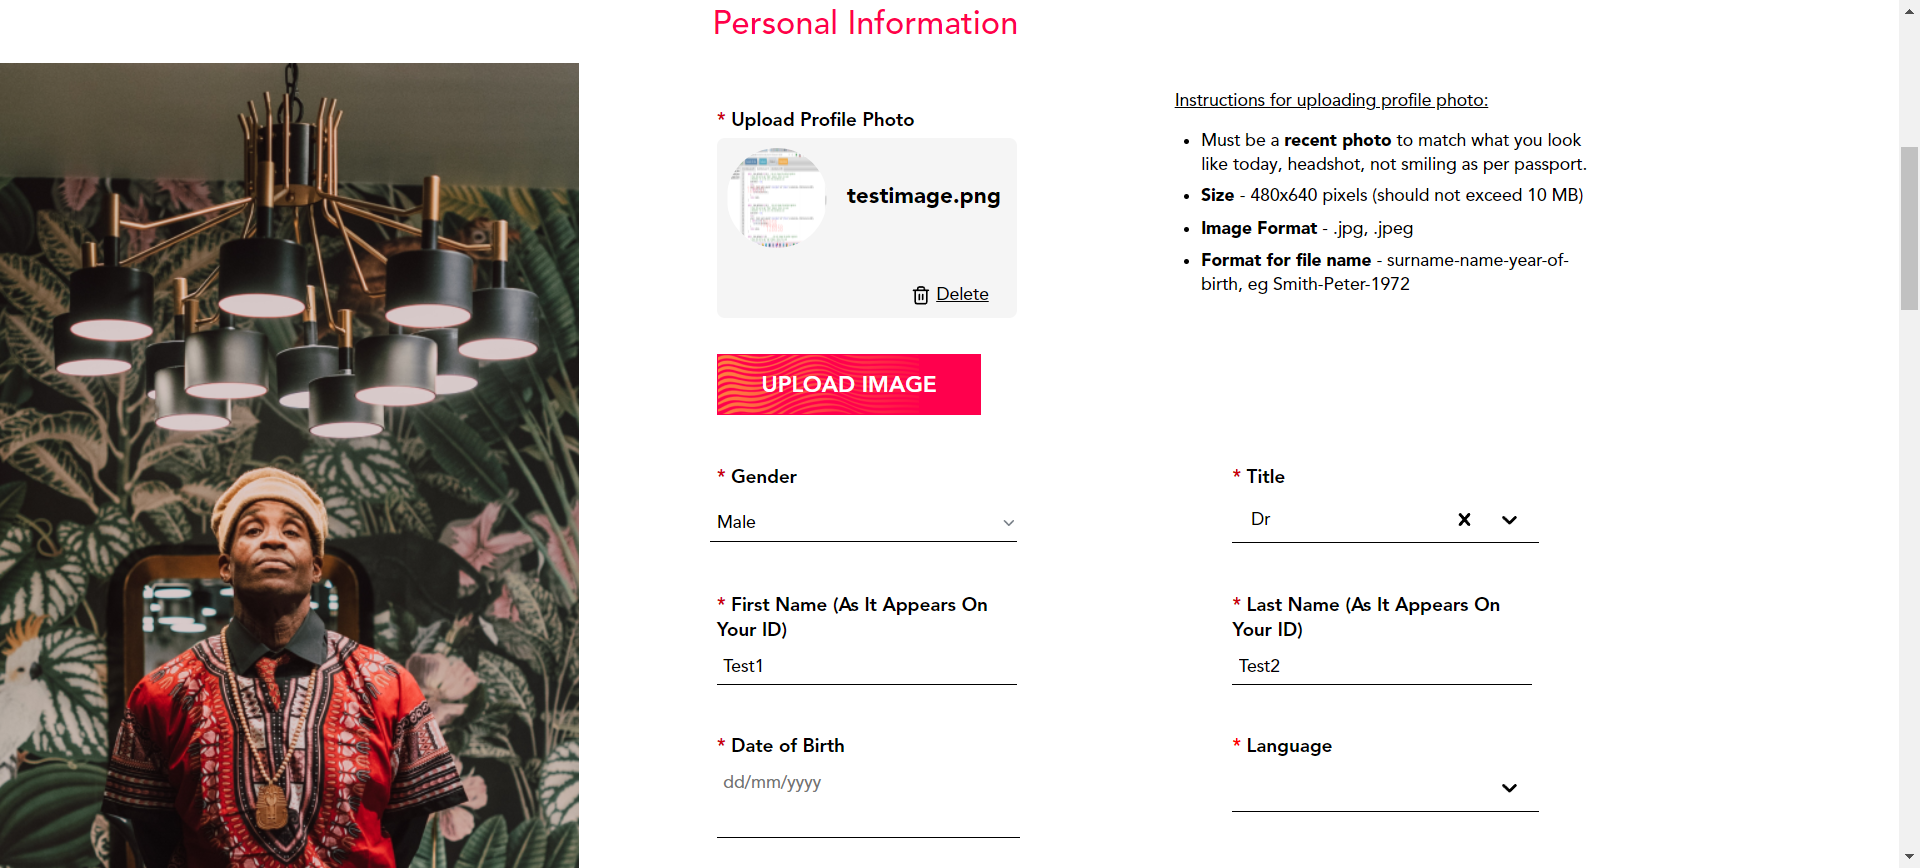 Personal Information
* Upload Profile Photo
testimage.png
Delete
UPLOAD IMAGE
Instructions for uploading profile photo:
• Must be a recent photo to match what you look
like today, headshot, not smiling as per passport.
• Size - 480x640 pixels (should not exceed 10 MB)
• Image Format - .jpg, .jpeg
• Format for file name - surname-name-year-of-
birth, eg Smith-Peter-1972
* Gender
Male
* Title
Dr
* First Name (As It Appears On
Your ID)
Test1
* Last Name (As It Appears On
Your ID)
Test2
* Date of Birth
dd/mm/yyyy
* Language